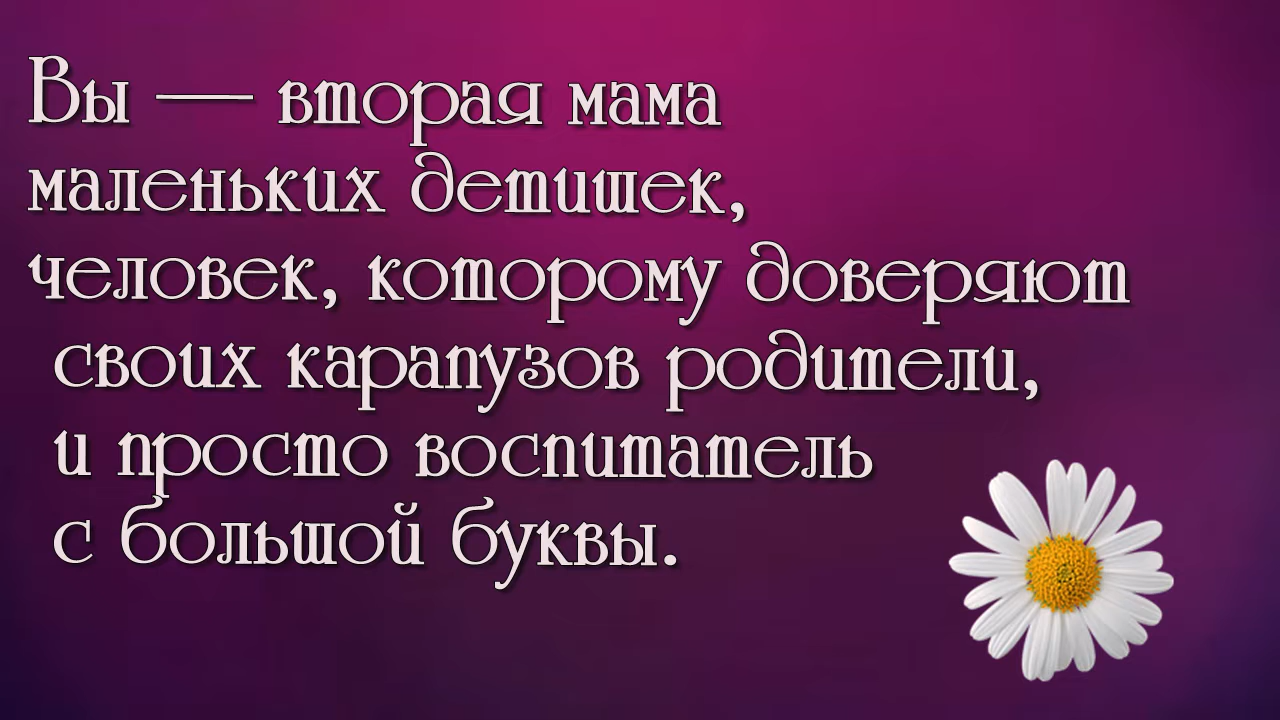 Вы — вторая мама
маленьких детишек,
человек, которому доверяют
своих карапузов родители,
и просто воспитатель
с большой буквы.